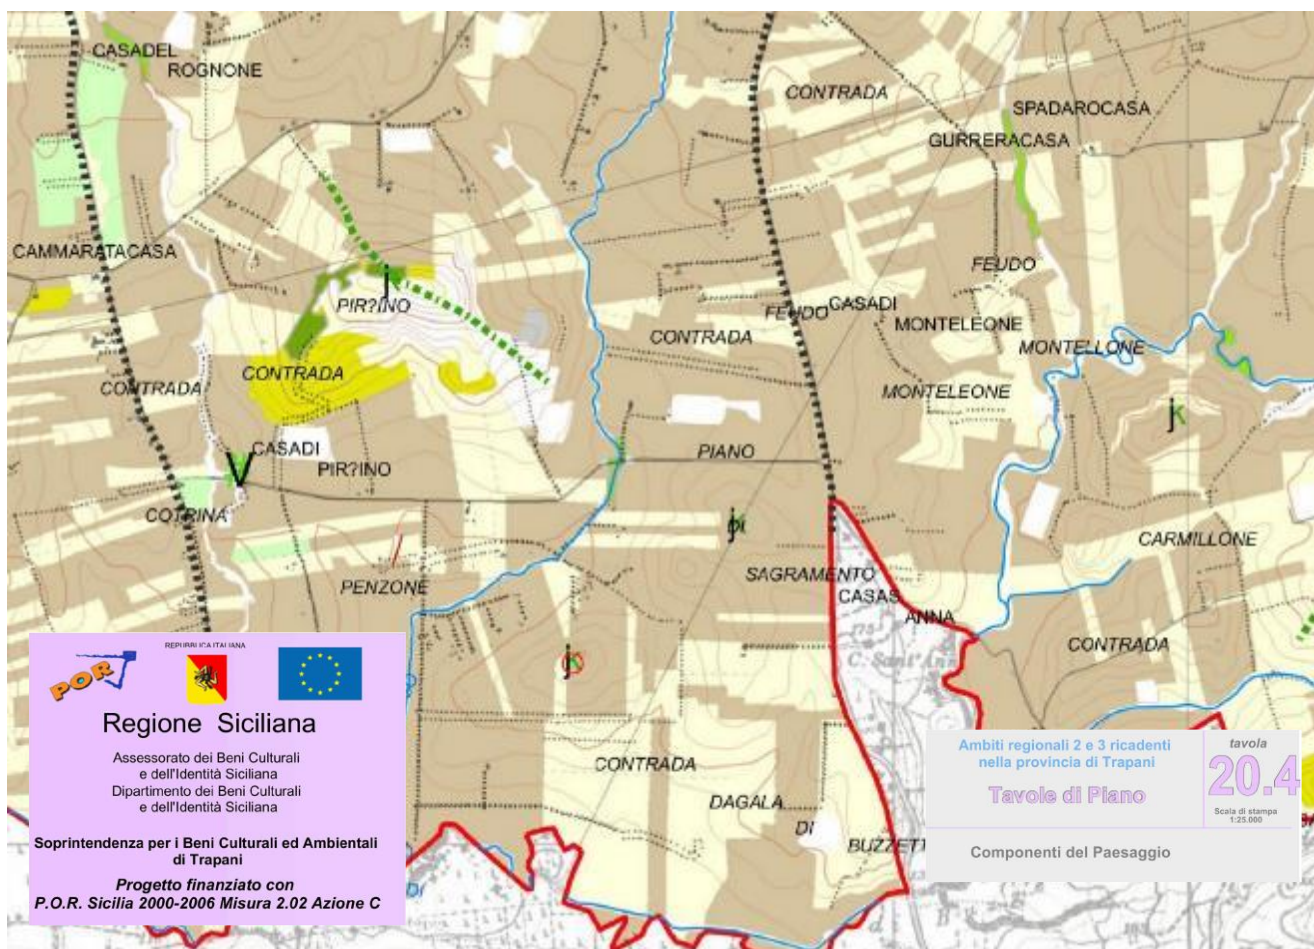 CASADEL
ROGNONE
CONTRADA
SPADAROCASA
GURRERACASA
CAMMARATACASA
PIR?INO
CONTRADA
CONTRADA
FEUDO
CASADI
MONTELEONE
FEUDO
MONTELLONE
MONTELEONE
CONTRADA
CASADI
PIR?INO
COTRINA
V
j
PIANO
jk
CARMILLONE
SAGRAMENTO
CASAS
ANNA
C. Sant'Ann
PENZONE
CONTRADA
CONTRADA
DAGALA
DI
BUZZETT
REPUBBLICA ITALIANA
POR
Regione Siciliana
Assessorato dei Beni Culturali
e dell'Identità Siciliana
Dipartimento dei Beni Culturali
e dell'Identità Siciliana
Soprintendenza per i Beni Culturali ed Ambientali
di Trapani
Progetto finanziato con
P.O.R. Sicilia 2000-2006 Misura 2.02 Azione C
Ambiti regionali 2 e 3 ricadenti
nella provincia di Trapani
Tavole di Piano
Componenti del Paesaggio
tavola
20.4
Scala di stampa
1:25.000